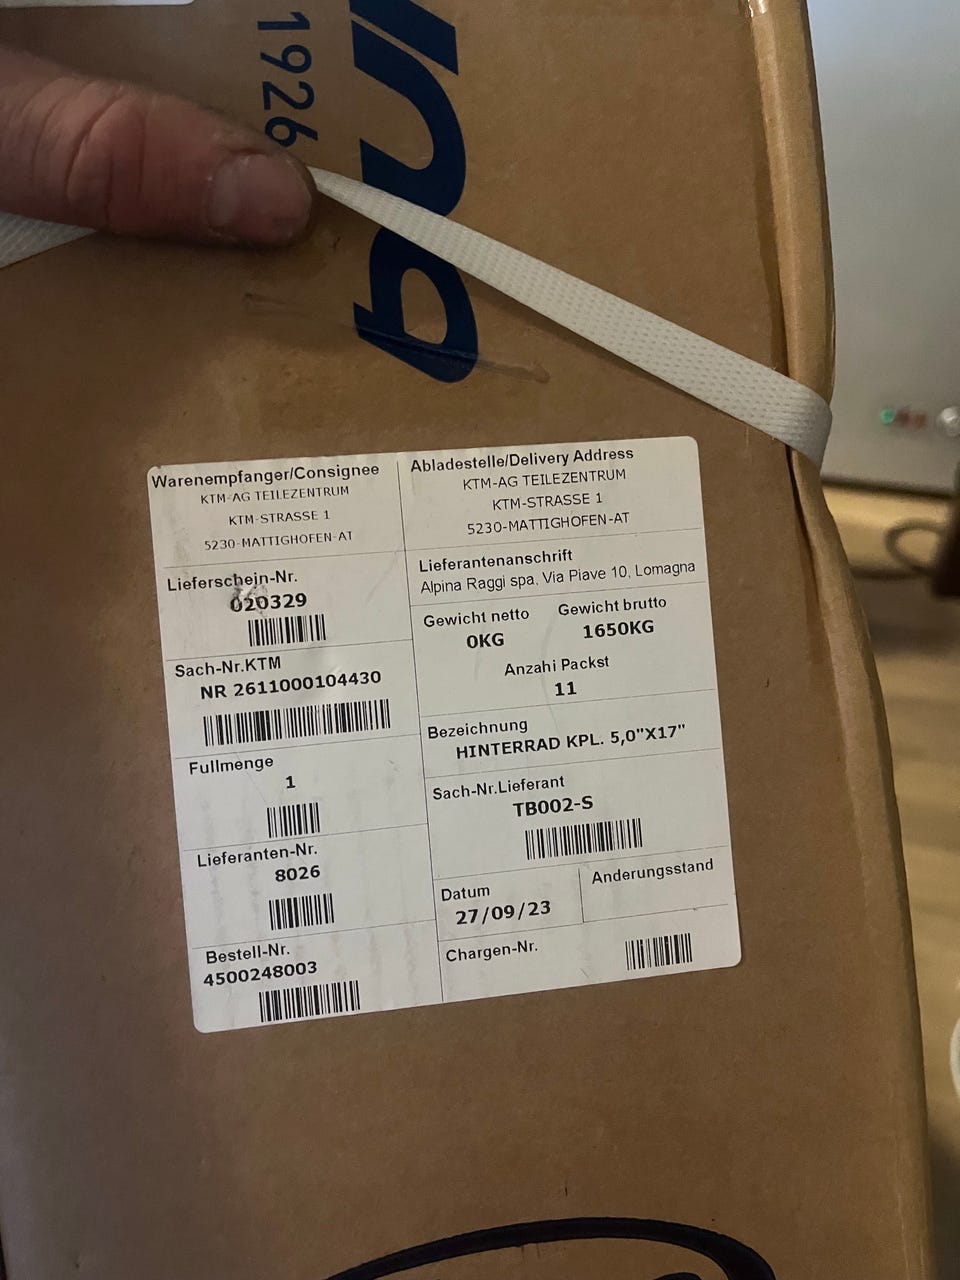 1926
ina
Warenempfanger/Consignee
KTM-AG TEILEZENTRUM
KTM-STRASSE 1
5230-MATTIGHOFEN-AT
Abladestelle/Delivery Address
KTM-AG TEILEZENTRUM
KTM-STRASSE 1
5230-MATTIGHOFEN-AT
Lieferschein-Nr.
020329
Lieferantenanschrift
Alpina Raggi spa, Via Piave 10, Lomagna
Gewicht netto
0KG
Gewicht brutto
1650KG
Anzahi Packst
11
Sach-Nr.KTM
NR 2611000104430
Bezeichnung
HINTERRAD KPL. 5,0"X17"
Fullmenge
1
Sach-Nr.Lieferant
TB002-S
Lieferanten-Nr.
8026
Datum
27/09/23
Anderungsstand
Bestell-Nr.
4500248003
Chargen-Nr.